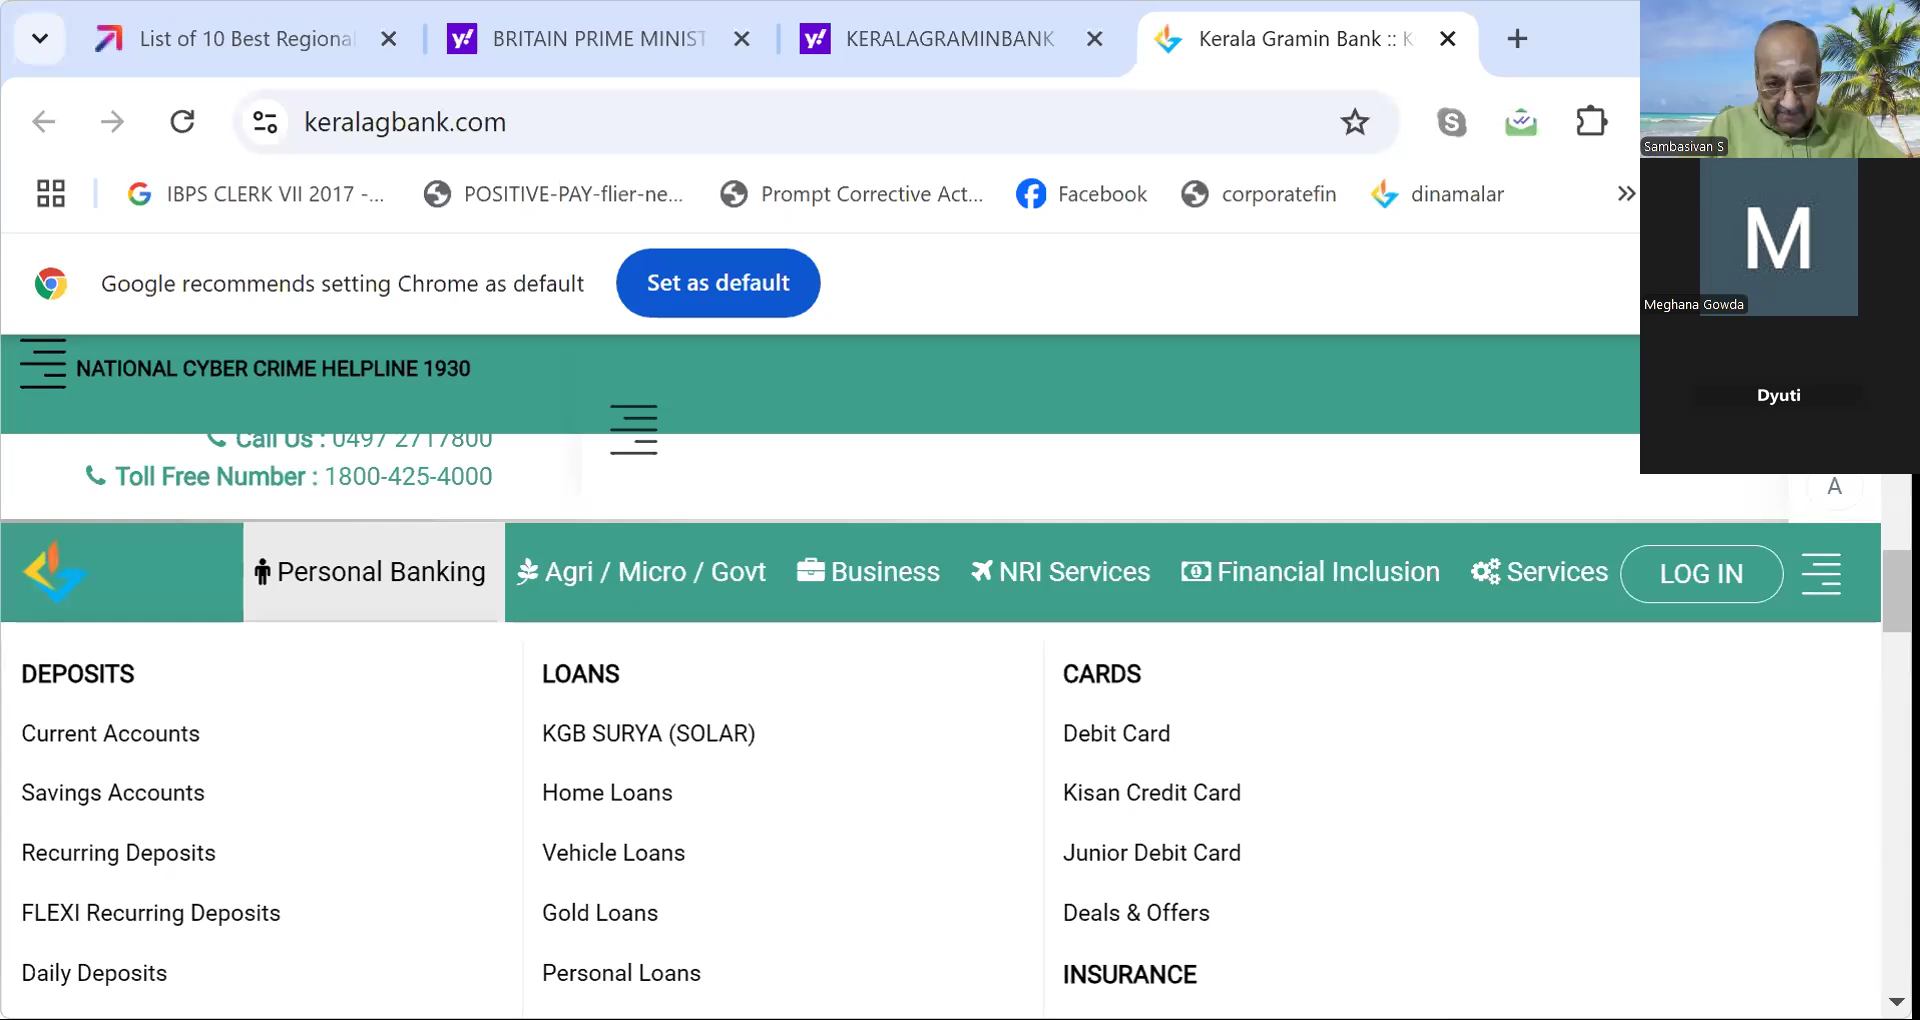 List of 10 Best Regiona
BRITAIN PRIME MINIST
KERALAGRAMINBANK
Kerala Gramin Bank :: K
keralagbank.com
IBPS CLERK VII 2017 -...
POSITIVE-PAY-flier-ne...
Prompt Corrective Act...
Facebook
corporatefin
dinamalar
Google recommends setting Chrome as default
Set as default
Sambasivan S
M
Meghana Gowda
Dyuti
NATIONAL CYBER CRIME HELPLINE 1930
Call Us : 0497 2717800
Toll Free Number : 1800-425-4000
A
Personal Banking
Agri / Micro / Govt
Business
NRI Services
Financial Inclusion
Services
LOG IN
DEPOSITS
Current Accounts
Savings Accounts
Recurring Deposits
FLEXI Recurring Deposits
Daily Deposits
LOANS
KGB SURYA (SOLAR)
Home Loans
Vehicle Loans
Gold Loans
Personal Loans
CARDS
Debit Card
Kisan Credit Card
Junior Debit Card
Deals & Offers
INSURANCE